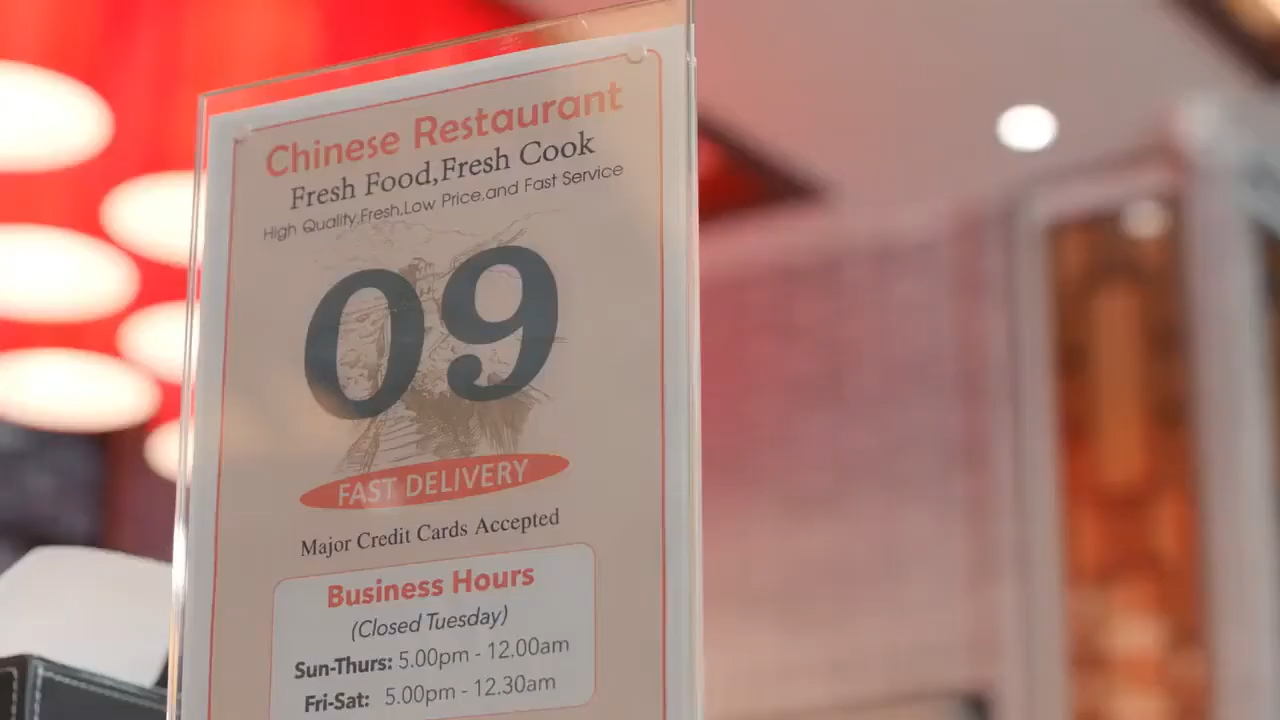 Chinese Restaurant
Fresh Food,Fresh Cook
High Quality,Fresh,Low Price,and Fast Service
09
FAST DELIVERY
Major Credit Cards Accepted
Business Hours
(Closed Tuesday)
Sun-Thurs: 5.00pm - 12.00am
Fri-Sat: 5.00pm - 12.30am